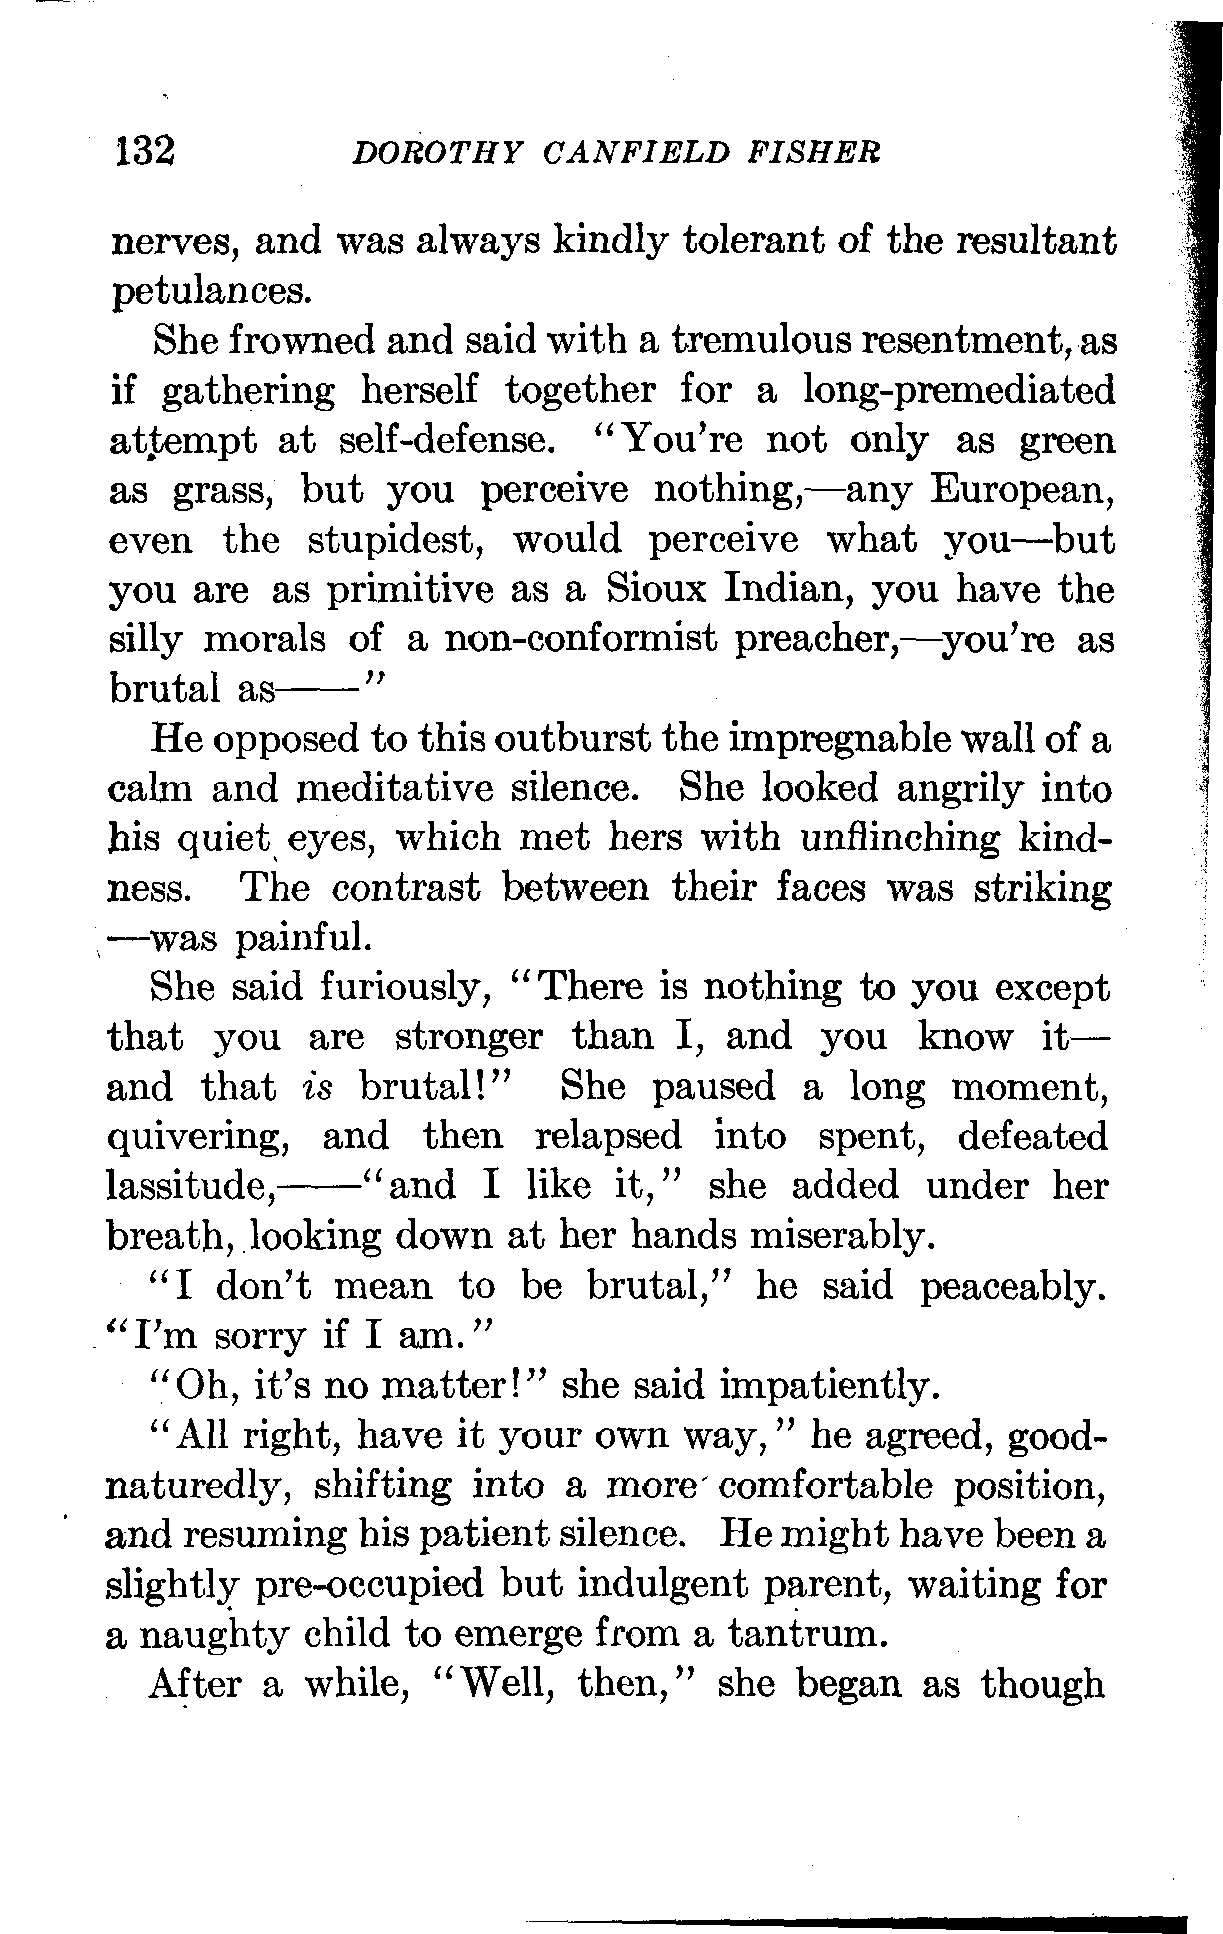 132 DOROTHY CANFIELD FISHER
nerves, and was always kindly tolerant of the resultant
petulances.
She frowned and said with a tremulous resentment, as
if gathering herself together for a long-premediated
attempt at self-defense. "You're not only as green
as grass, but you perceive nothing,—any European,
even the stupidest, would perceive what you—but
you are as primitive as a Sioux Indian, you have the
silly morals of a non-conformist preacher,—you're as
brutal as——"
He opposed to this outburst the impregnable wall of a
calm and meditative silence. She looked angrily into
his quiet eyes, which met hers with unflinching kind-
ness. The contrast between their faces was striking
—was painful.
She said furiously, "There is nothing to you except
that you are stronger than I, and you know it—
and that is brutal!" She paused a long moment,
quivering, and then relapsed into spent, defeated
lassitude,——"and I like it," she added under her
breath, looking down at her hands miserably.
"I don't mean to be brutal," he said peaceably.
"I'm sorry if I am."
"Oh, it's no matter!" she said impatiently.
"All right, have it your own way," he agreed, good-
naturedly, shifting into a more comfortable position,
and resuming his patient silence. He might have been a
slightly pre-occupied but indulgent parent, waiting for
a naughty child to emerge from a tantrum.
After a while, "Well, then," she began as though